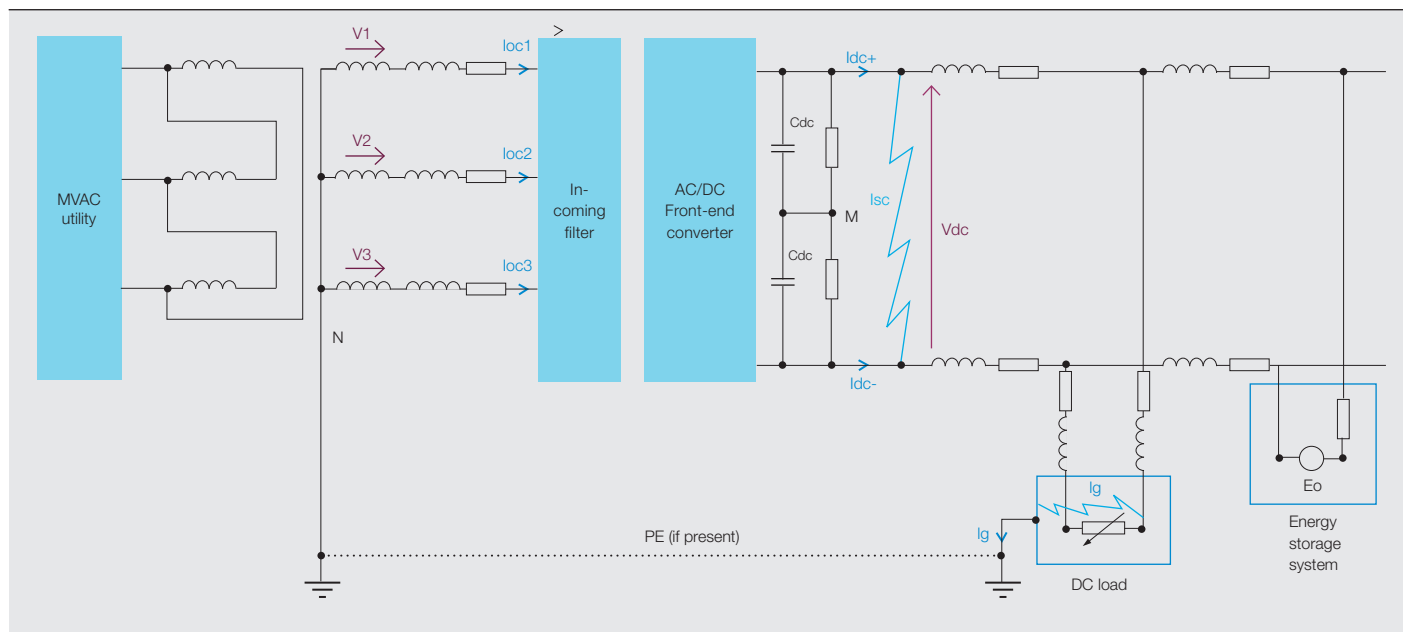 MVAC
utility
V1
V2
V3
N
Ioc1
Ioc2
Ioc3
>
In-
coming
filter
AC/DC
Front-end
converter
Cdc
Cdc
M
Idc+
Idc-
Isc
Vdc
PE (if present)
Ig
Ig
DC load
Eo
Energy
storage
system